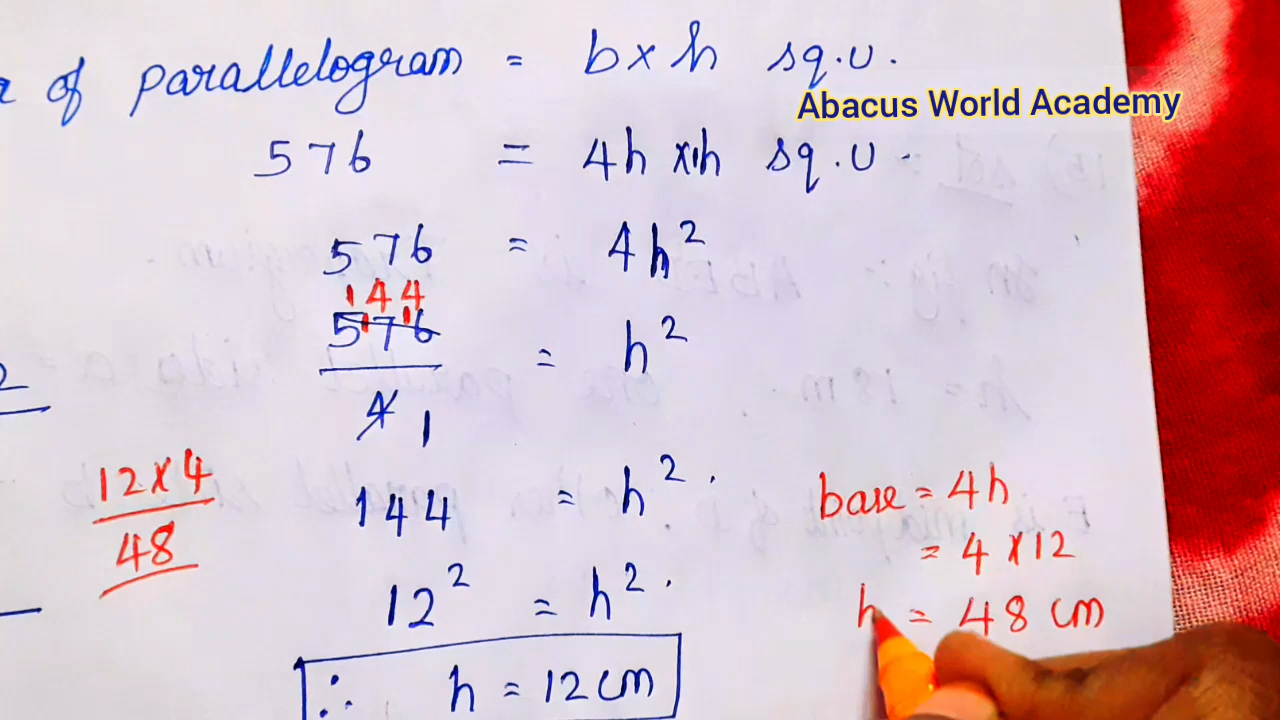 of parallelogram = b x h sq.u.
Abacus World Academy
576 = 4h x h sq.u.
576 = 4h²
144
576 = h²
4 1
12 x 4
48
144 = h².
12² = h².
∴ h = 12 cm
base = 4h
= 4 x 12
= 48 cm